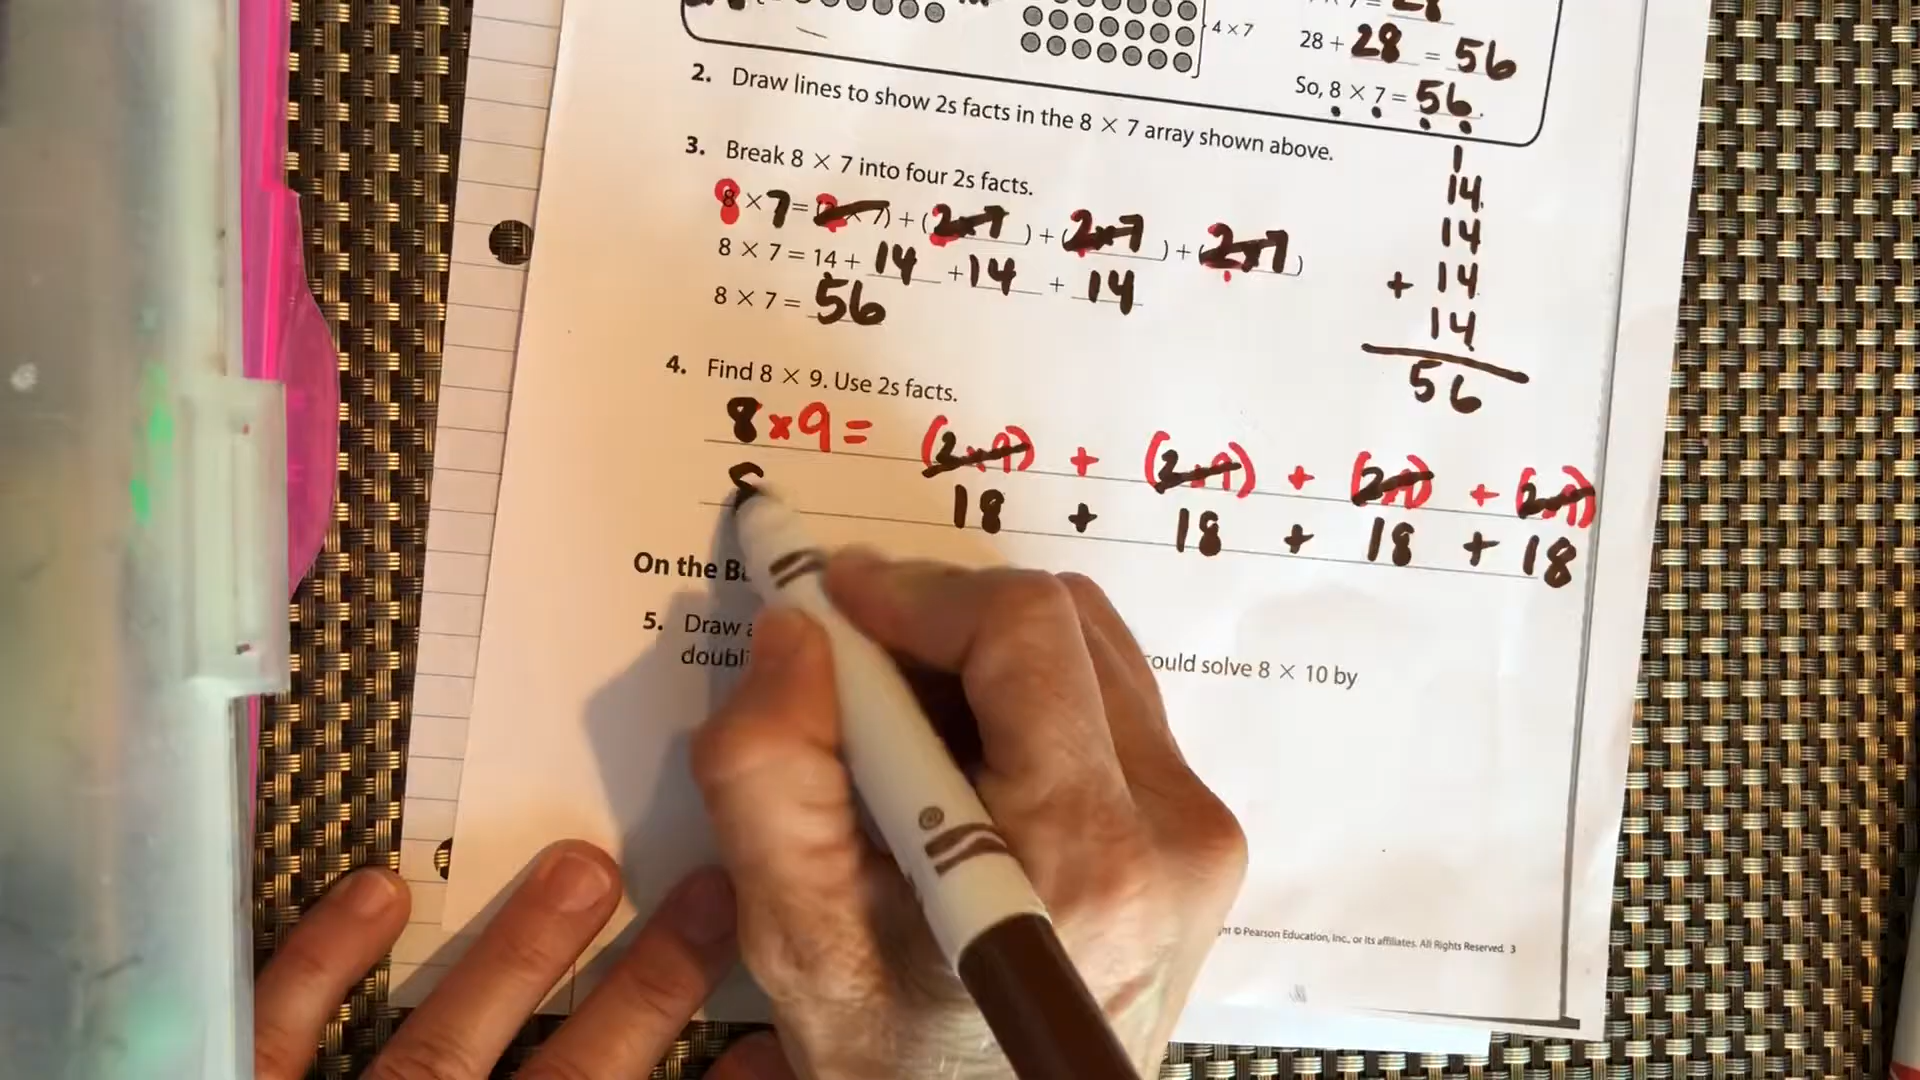 4 × 7
28 + 28 = 56
So, 8 × 7 = 56.
2. Draw lines to show 2s facts in the 8 × 7 array shown above.
3. Break 8 × 7 into four 2s facts.
8 × 7 = (2 × 7) + (2×7) + (2×7) + (2×7)
8 × 7 = 14 + 14 + 14 + 14
8 × 7 = 56
1
14
14
+ 14
14
56
4. Find 8 × 9. Use 2s facts.
8×9= (2×9) + (2×9) + (2×9) + (2×9)
18 + 18 + 18 + 18
On the
5. Draw
could solve 8 × 10 by
© Pearson Education, Inc., or its affiliates. All Rights Reserved. 3